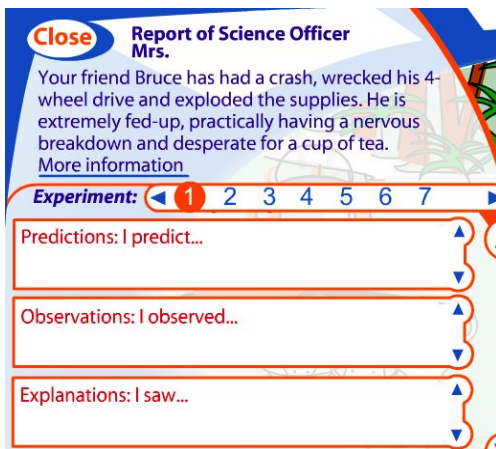 Close
Report of Science Officer
Mrs.
Your friend Bruce has had a crash, wrecked his 4-
wheel drive and exploded the supplies. He is
extremely fed-up, practically having a nervous
breakdown and desperate for a cup of tea.
More information
Experiment: 1 2 3 4 5 6 7
Predictions: I predict...
Observations: I observed...
Explanations: I saw...